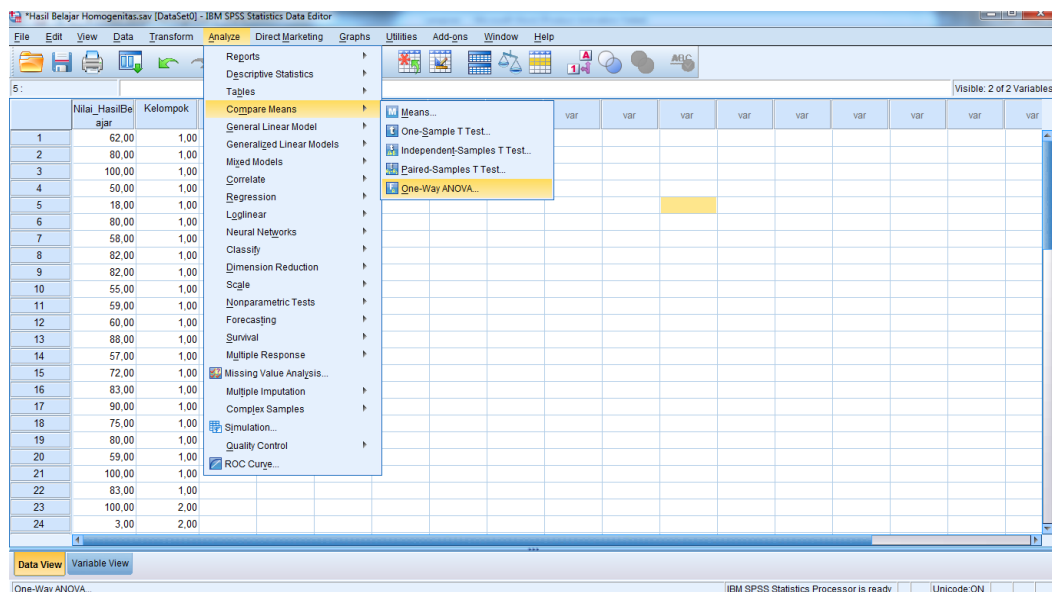 *Hasil Belajar Homogenitas.sav [DataSet0] - IBM SPSS Statistics Data Editor
File Edit View Data Transform Analyze Direct Marketing Graphs Utilities Add-ons Window Help
5 : Visible: 2 of 2 Variables
Nilai_HasilBelajar Kelompok var var var var var var var var
1 62,00 1,00
2 80,00 1,00
3 100,00 1,00
4 50,00 1,00
5 18,00 1,00
6 80,00 1,00
7 58,00 1,00
8 82,00 1,00
9 82,00 1,00
10 55,00 1,00
11 59,00 1,00
12 60,00 1,00
13 88,00 1,00
14 57,00 1,00
15 72,00 1,00
16 83,00 1,00
17 90,00 1,00
18 75,00 1,00
19 80,00 1,00
20 59,00 1,00
21 100,00 1,00
22 83,00 1,00
23 100,00 2,00
24 3,00 2,00
Reports
Descriptive Statistics
Tables
Compare Means
General Linear Model
Generalized Linear Models
Mixed Models
Correlate
Regression
Loglinear
Neural Networks
Classify
Dimension Reduction
Scale
Nonparametric Tests
Forecasting
Survival
Multiple Response
Missing Value Analysis...
Multiple Imputation
Complex Samples
Simulation...
Quality Control
ROC Curve...
Means...
One-Sample T Test...
Independent-Samples T Test...
Paired-Samples T Test...
One-Way ANOVA...
Data View Variable View
One-Way ANOVA... IBM SPSS Statistics Processor is ready Unicode:ON